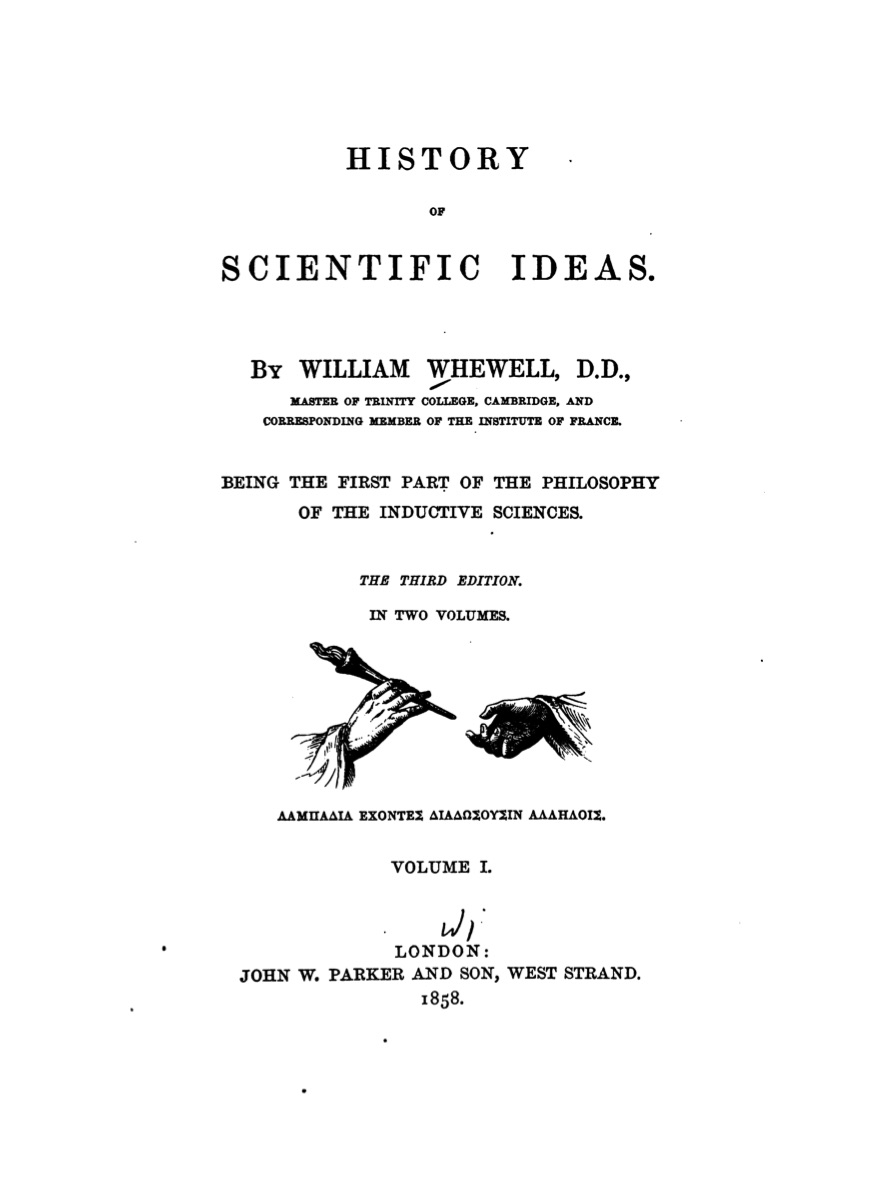 HISTORY
OF
SCIENTIFIC IDEAS.
BY WILLIAM WHEWELL, D.D.,
MASTER OF TRINITY COLLEGE, CAMBRIDGE, AND
CORRESPONDING MEMBER OF THE INSTITUTE OF FRANCE.
BEING THE FIRST PART OF THE PHILOSOPHY
OF THE INDUCTIVE SCIENCES.
THE THIRD EDITION.
IN TWO VOLUMES.
ΛΑΜΠΑΔΙΑ ΕΧΟΝΤΕΣ ΔΙΑΔΩΣΟΥΣΙΝ ΑΛΛΗΛΟΙΣ.
VOLUME I.
LONDON:
JOHN W. PARKER AND SON, WEST STRAND.
1858.